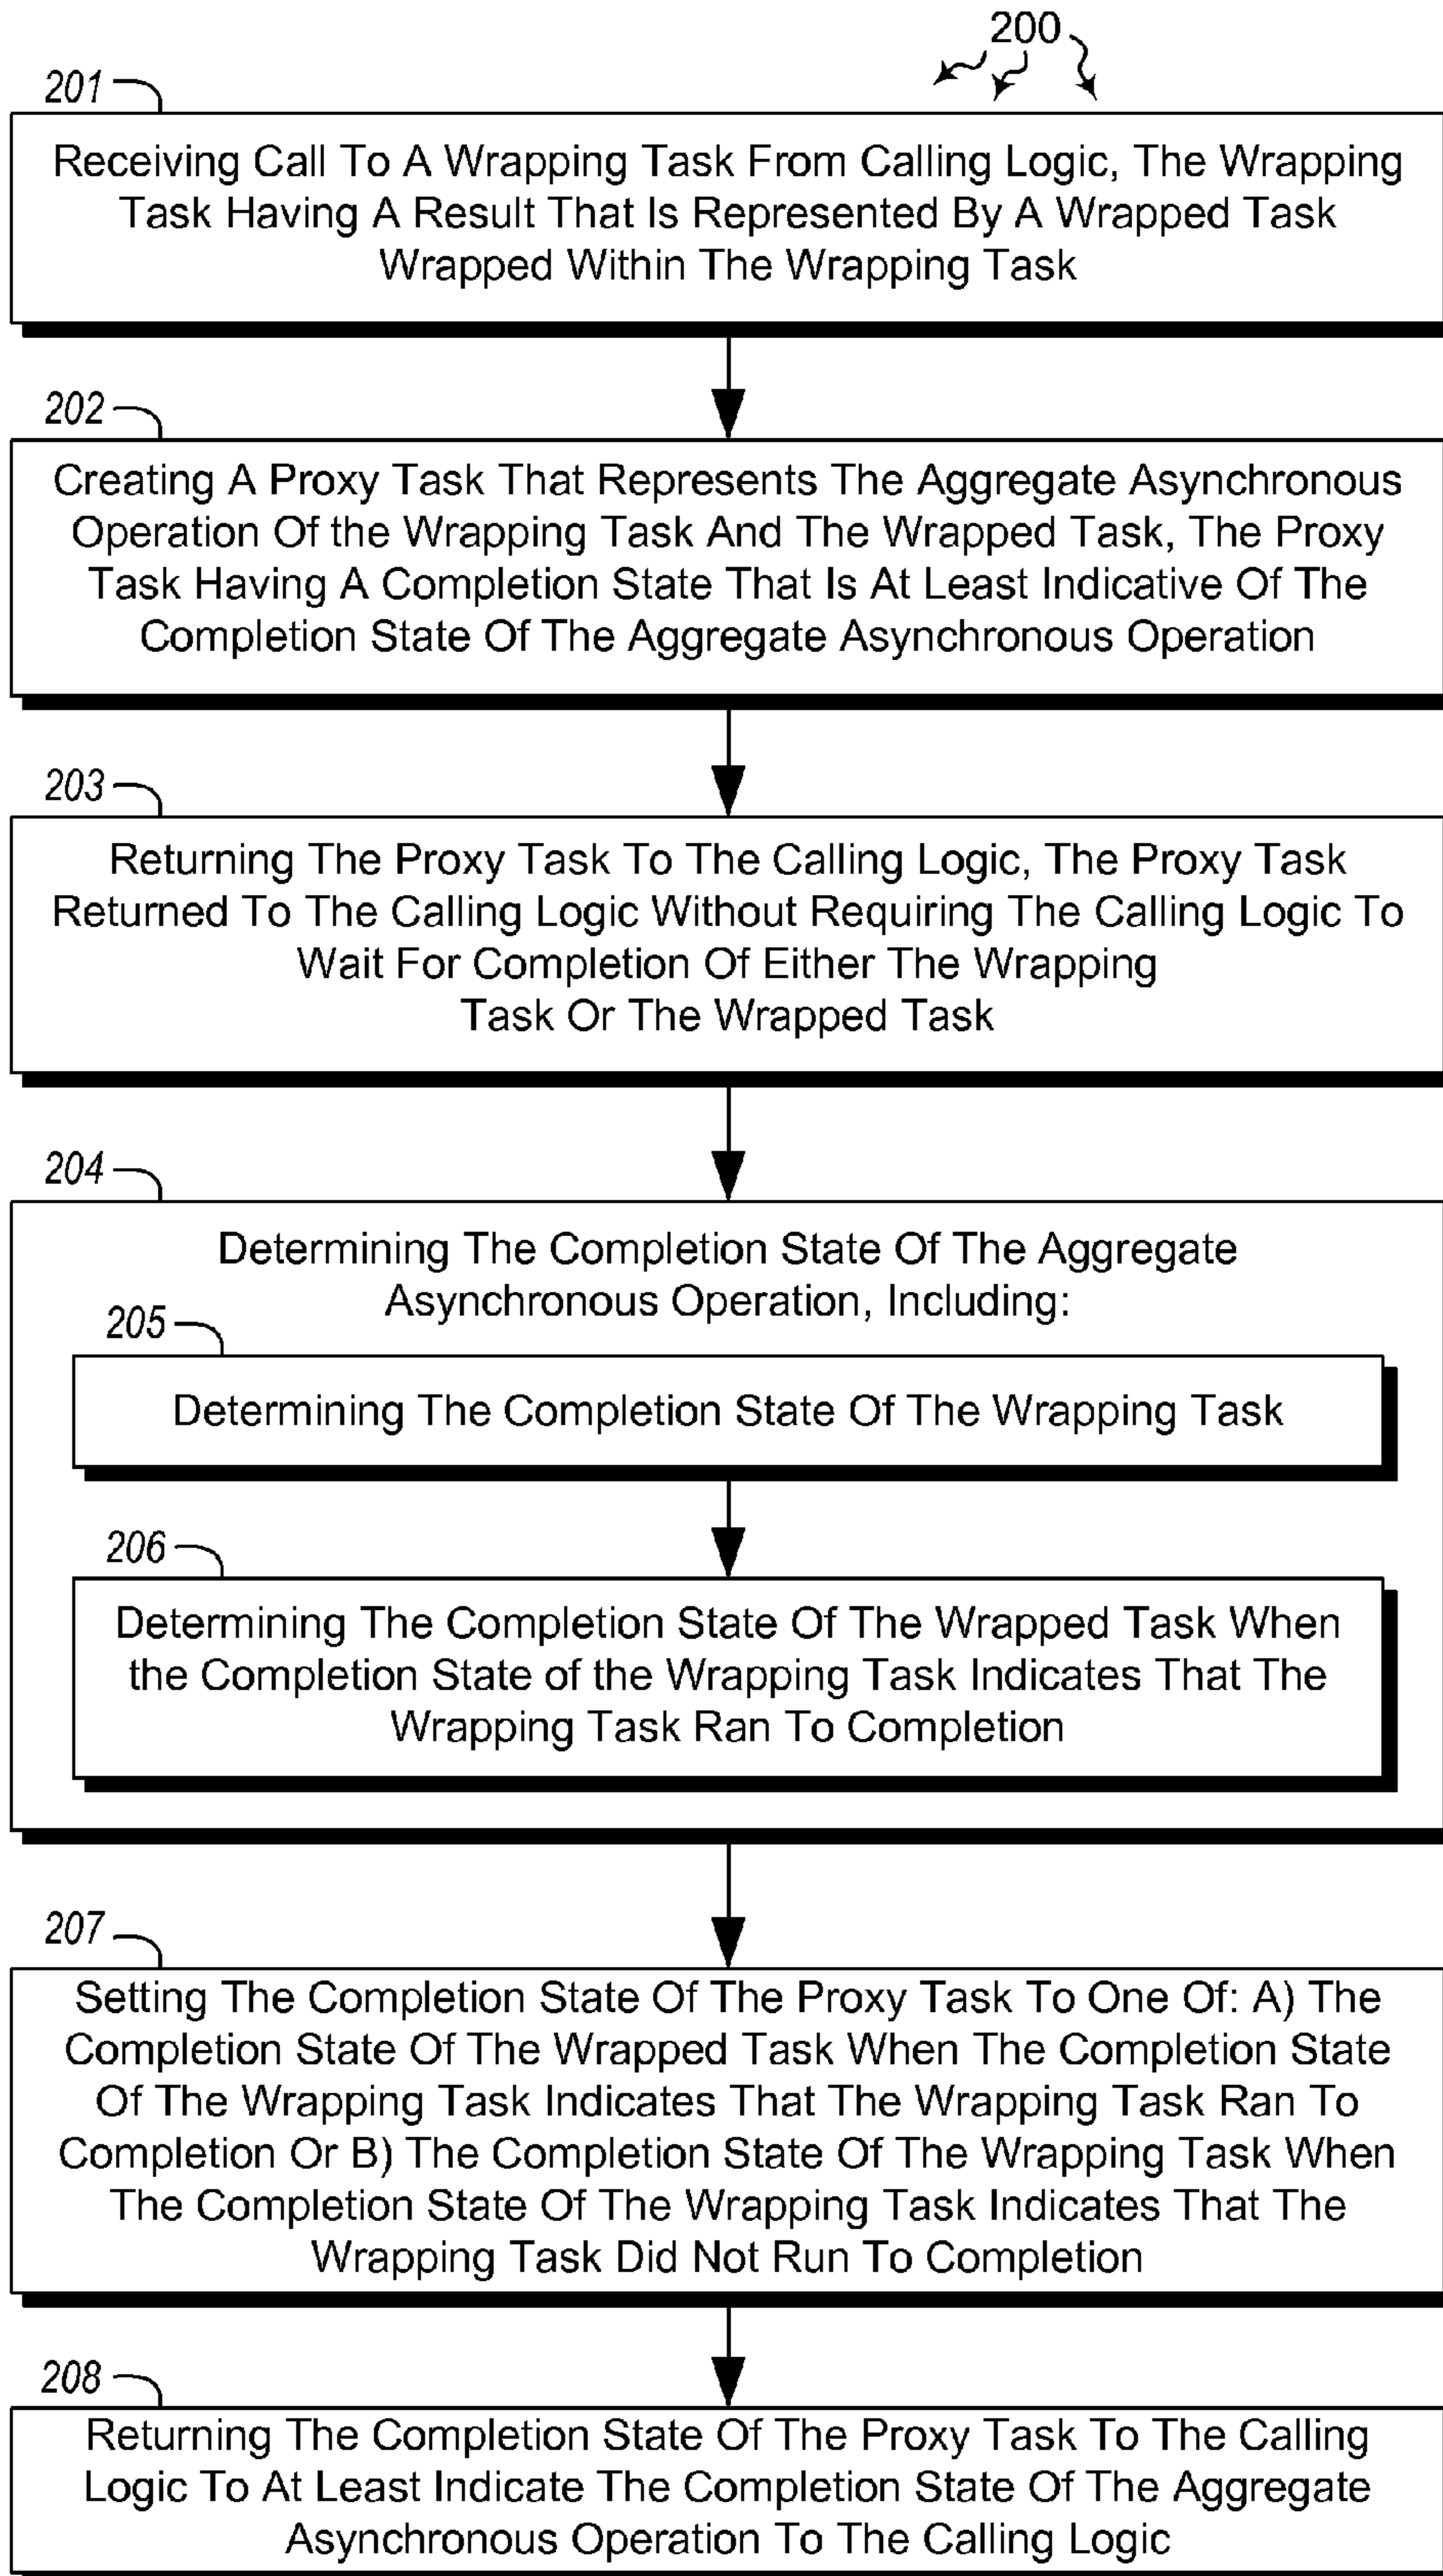 200
201
Receiving Call To A Wrapping Task From Calling Logic, The Wrapping
Task Having A Result That Is Represented By A Wrapped Task
Wrapped Within The Wrapping Task
202
Creating A Proxy Task That Represents The Aggregate Asynchronous
Operation Of the Wrapping Task And The Wrapped Task, The Proxy
Task Having A Completion State That Is At Least Indicative Of The
Completion State Of The Aggregate Asynchronous Operation
203
Returning The Proxy Task To The Calling Logic, The Proxy Task
Returned To The Calling Logic Without Requiring The Calling Logic To
Wait For Completion Of Either The Wrapping
Task Or The Wrapped Task
204
Determining The Completion State Of The Aggregate
Asynchronous Operation, Including:
205
Determining The Completion State Of The Wrapping Task
206
Determining The Completion State Of The Wrapped Task When
the Completion State of the Wrapping Task Indicates That The
Wrapping Task Ran To Completion
207
Setting The Completion State Of The Proxy Task To One Of: A) The
Completion State Of The Wrapped Task When The Completion State
Of The Wrapping Task Indicates That The Wrapping Task Ran To
Completion Or B) The Completion State Of The Wrapping Task When
The Completion State Of The Wrapping Task Indicates That The
Wrapping Task Did Not Run To Completion
208
Returning The Completion State Of The Proxy Task To The Calling
Logic To At Least Indicate The Completion State Of The Aggregate
Asynchronous Operation To The Calling Logic